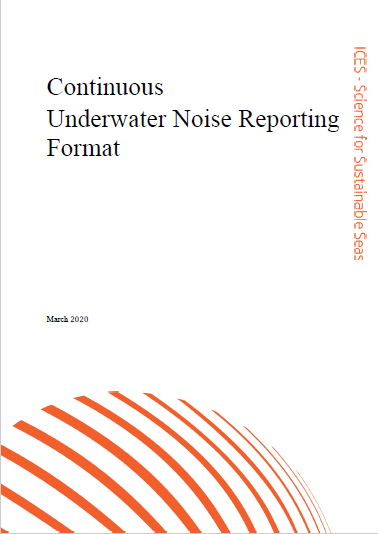 Continuous
Underwater Noise Reporting
Format
ICES - Science for Sustainable Seas
March 2020